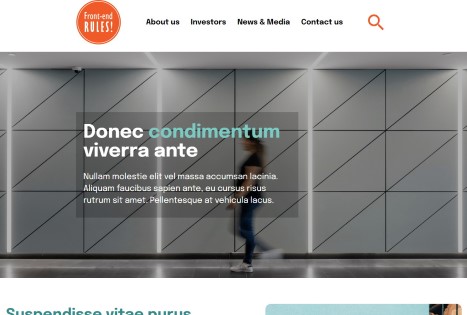 Front-end
RULES!
About us Investors News & Media Contact us
Donec condimentum
viverra ante
Nullam molestie elit vel massa accumsan lacinia.
Aliquam faucibus sapien ante, eu cursus risus
rutrum sit amet. Pellentesque at vehicula lacus.
Suspendisse vitae purus